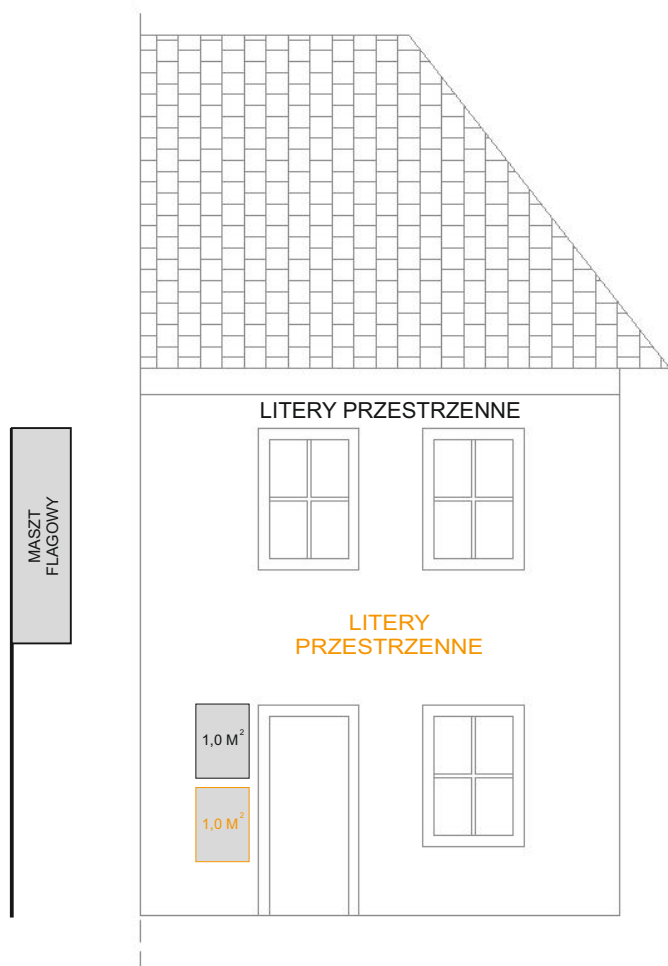 LITERY PRZESTRZENNE
MASZT
FLAGOWY
LITERY
PRZESTRZENNE
1,0 M²
1,0 M²